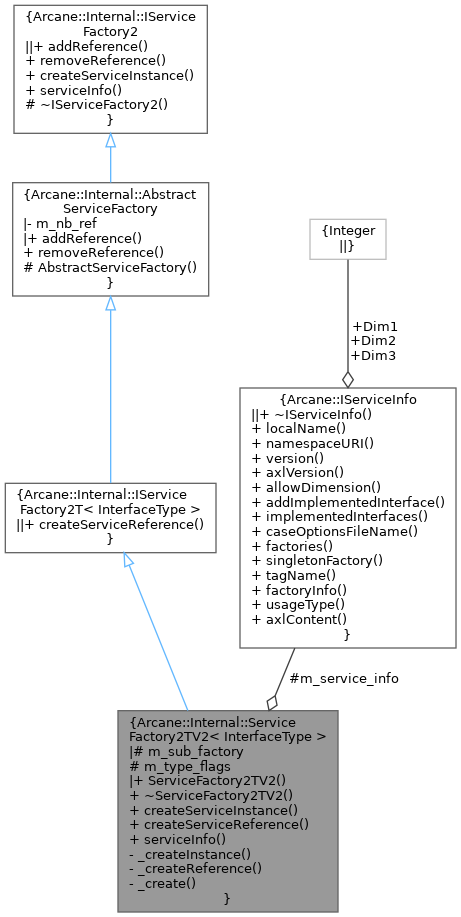 {Arcane::Internal::IService
Factory2
||+ addReference()
+ removeReference()
+ createServiceInstance()
+ serviceInfo()
# ~IServiceFactory2()
}
{Arcane::Internal::Abstract
ServiceFactory
|- m_nb_ref
|+ addReference()
+ removeReference()
# AbstractServiceFactory()
}
{Integer
||}
+Dim1
+Dim2
+Dim3
{Arcane::IServiceInfo
||+ ~IServiceInfo()
+ localName()
+ namespaceURI()
+ version()
+ axlVersion()
+ allowDimension()
+ addImplementedInterface()
+ implementedInterfaces()
+ caseOptionsFileName()
+ factories()
+ singletonFactory()
+ tagName()
+ factoryInfo()
+ usageType()
+ axlContent()
}
{Arcane::Internal::IService
Factory2T< InterfaceType >
||+ createServiceReference()
}
#m_service_info
{Arcane::Internal::Service
Factory2TV2< InterfaceType >
|# m_sub_factory
# m_type_flags
|+ ServiceFactory2TV2()
+ ~ServiceFactory2TV2()
+ createServiceInstance()
+ createServiceReference()
+ serviceInfo()
- _createInstance()
- _createReference()
- _create()
}